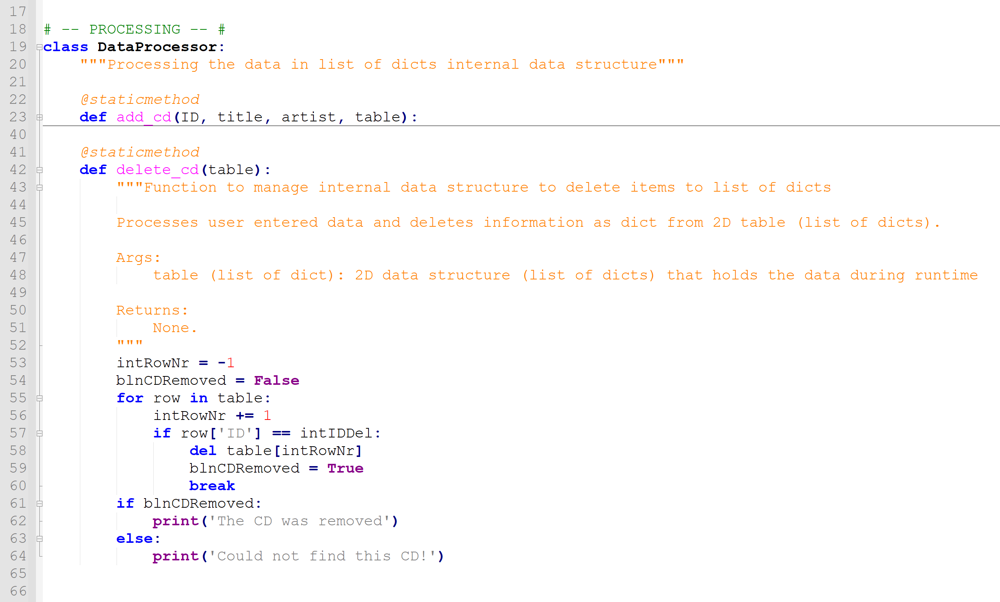 17
18 # -- PROCESSING -- #
19 class DataProcessor:
20     """Processing the data in list of dicts internal data structure"""
21
22     @staticmethod
23     def add_cd(ID, title, artist, table):
40
41     @staticmethod
42     def delete_cd(table):
43         """Function to manage internal data structure to delete items to list of dicts
44
45         Processes user entered data and deletes information as dict from 2D table (list of dicts).
46
47         Args:
48             table (list of dict): 2D data structure (list of dicts) that holds the data during runtime
49
50         Returns:
51             None.
52         """
53         intRowNr = -1
54         blnCDRemoved = False
55         for row in table:
56             intRowNr += 1
57             if row['ID'] == intIDDel:
58                 del table[intRowNr]
59                 blnCDRemoved = True
60                 break
61         if blnCDRemoved:
62             print('The CD was removed')
63         else:
64             print('Could not find this CD!')
65
66